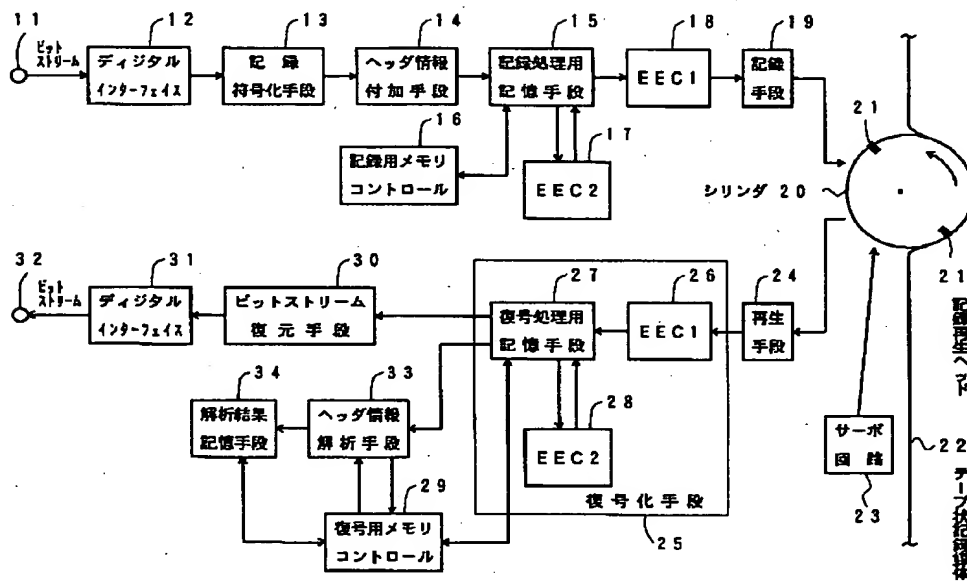 11
ビット
ストリーム
12
ディジタル
インターフェイス
13
記録
符号化手段
14
ヘッダ情報
付加手段
15
記録処理用
記憶手段
18
EEC1
19
記録
手段
16
記録用メモリ
コントロール
17
EEC2
21
シリンダ 20
32
ビット
ストリーム
31
ディジタル
インターフェイス
30
ビットストリーム
復元手段
27
復号処理用
記憶手段
26
EEC1
24
再生
手段
21
記録再生ヘッド
34
解析結果
記憶手段
33
ヘッダ情報
解析手段
28
EEC2
復号化手段
25
29
復号用メモリ
コントロール
サーボ
回路
23
22
テープ状記録媒体